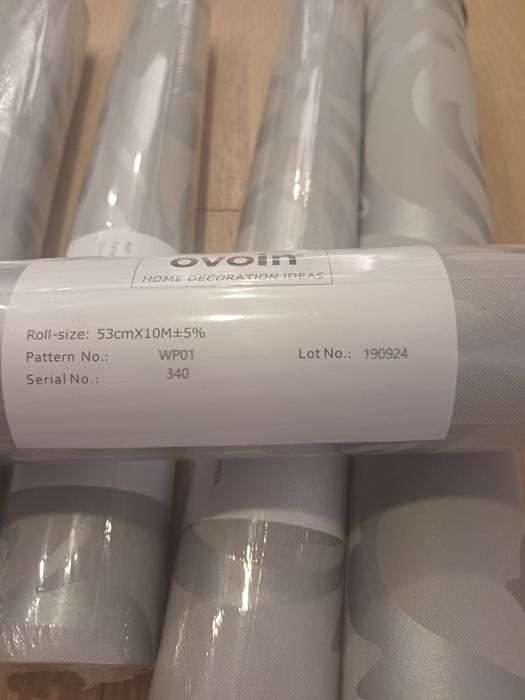 ovoin
HOME DECORATION IDEAS
Roll-size: 53cmX10M±5%
Pattern No.: WP01 Lot No.: 190924
Serial No.: 340